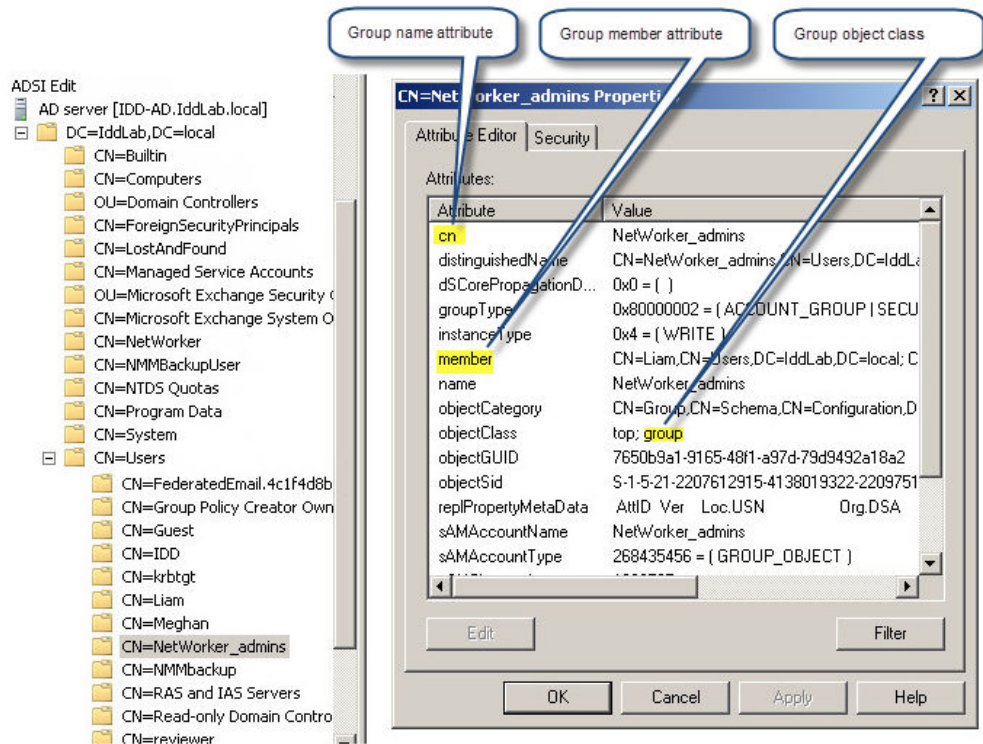 Group name attribute
Group member attribute
Group object class
ADSI Edit
AD server [IDD-AD.IddLab.local]
DC=IddLab,DC=local
CN=Builtin
CN=Computers
OU=Domain Controllers
CN=ForeignSecurityPrincipals
CN=LostAndFound
CN=Managed Service Accounts
OU=Microsoft Exchange Security
CN=Microsoft Exchange System O
CN=NetWorker
CN=NMMBackupUser
CN=NTDS Quotas
CN=Program Data
CN=System
CN=Users
CN=FederatedEmail.4c1f4d8b
CN=Group Policy Creator Own
CN=Guest
CN=IDD
CN=krbtgt
CN=Liam
CN=Meghan
CN=NetWorker_admins
CN=NMMbackup
CN=RAS and IAS Servers
CN=Read-only Domain Contro
CN=reviewer
CN=NetWorker_admins Properti
Attribute Editor
Security
Attributes:
Attribute Value
cn NetWorker_admins
distinguishedName CN=NetWorker_admins,CN=Users,DC=IddLa
dSCorePropagationD... 0x0 = ( )
groupType 0x80000002 = ( ACCOUNT_GROUP | SECU
instanceType 0x4 = ( WRITE )
member CN=Liam,CN=Users,DC=IddLab,DC=local; C
name NetWorker_admins
objectCategory CN=Group,CN=Schema,CN=Configuration,D
objectClass top; group
objectGUID 7650b9a1-9165-48f1-a97d-79d9492a18a2
objectSid S-1-5-21-2207612915-4138019322-2209751
replPropertyMetaData AttID Ver Loc.USN Org.DSA
sAMAccountName NetWorker_admins
sAMAccountType 268435456 = ( GROUP_OBJECT )
Edit
Filter
OK
Cancel
Apply
Help